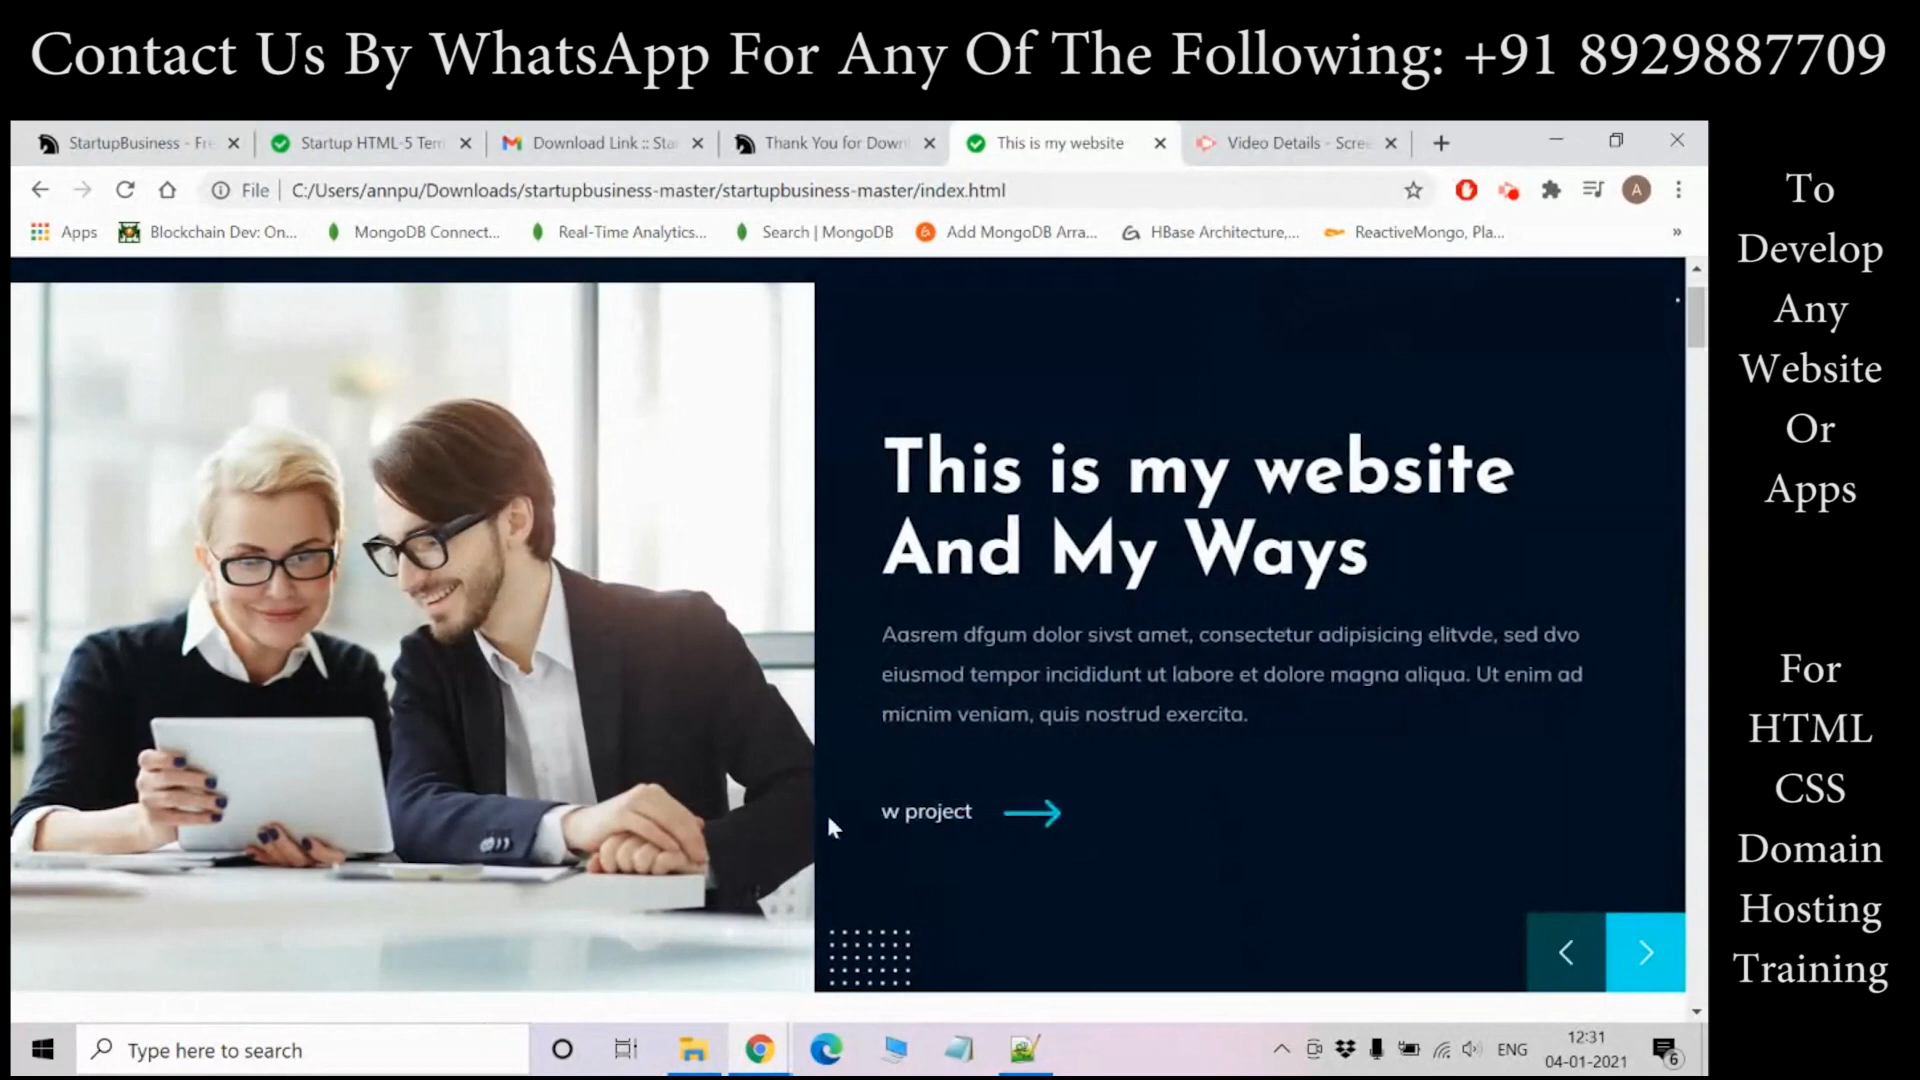 Contact Us By WhatsApp For Any Of The Following: +91 8929887709
StartupBusiness - Fre
Startup HTML-5 Tem
Download Link :: Star
Thank You for Down
This is my website
Video Details - Scree
File
C:/Users/annpu/Downloads/startupbusiness-master/startupbusiness-master/index.html
A
Apps
Blockchain Dev: On...
MongoDB Connect...
Real-Time Analytics...
Search | MongoDB
Add MongoDB Arra...
HBase Architecture,...
ReactiveMongo, Pla...
»
This is my website
And My Ways
Aasrem dfgum dolor sivst amet, consectetur adipisicing elitvde, sed dvo
eiusmod tempor incididunt ut labore et dolore magna aliqua. Ut enim ad
micnim veniam, quis nostrud exercita.
w project
To
Develop
Any
Website
Or
Apps
For
HTML
CSS
Domain
Hosting
Training
Type here to search
ENG
12:31
04-01-2021
6